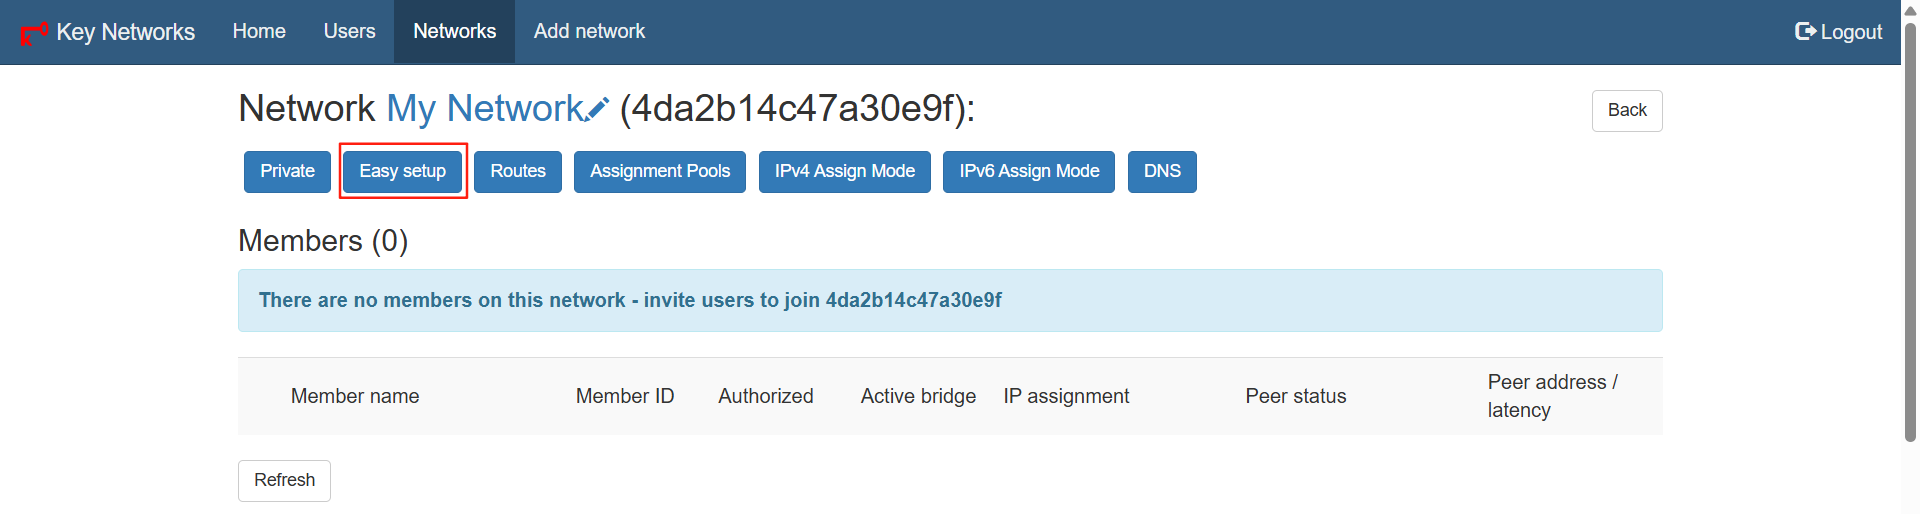 Key Networks Home Users Networks Add network Logout
Network My Network (4da2b14c47a30e9f): Back
Private Easy setup Routes Assignment Pools IPv4 Assign Mode IPv6 Assign Mode DNS
Members (0)
There are no members on this network - invite users to join 4da2b14c47a30e9f
Member name Member ID Authorized Active bridge IP assignment Peer status Peer address /
latency
Refresh